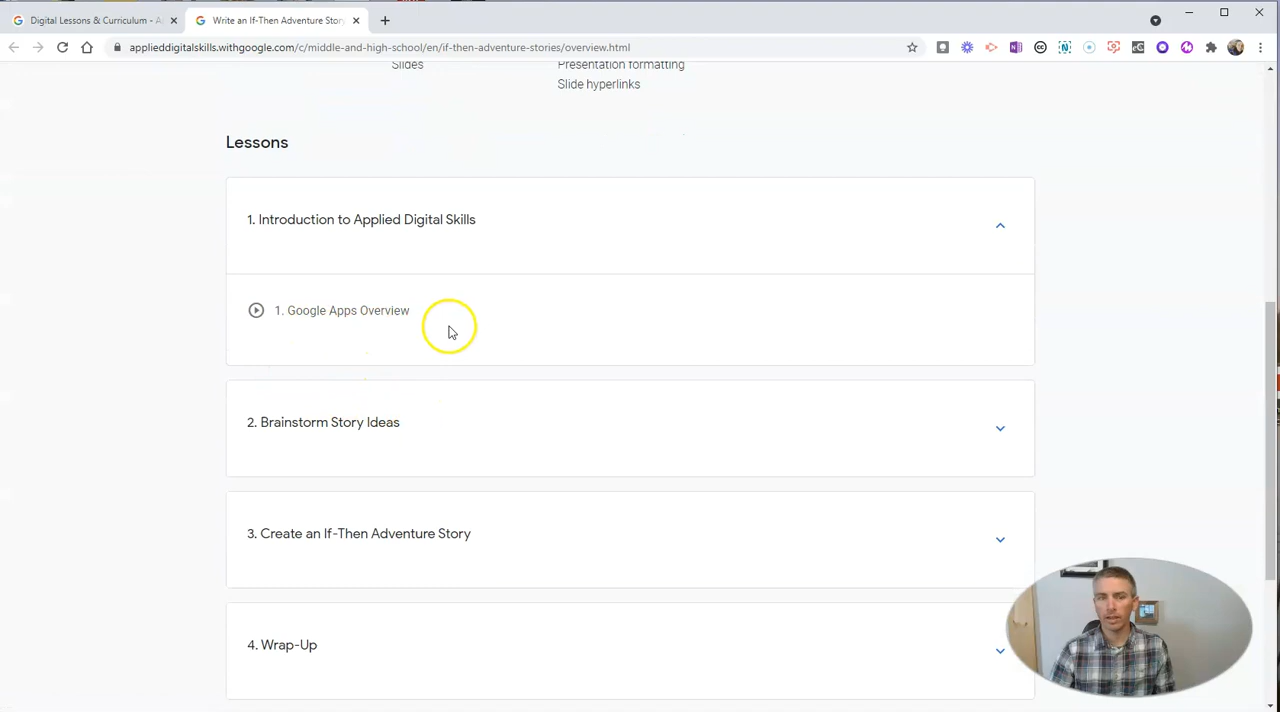 Digital Lessons & Curriculum - A
Write an If-Then Adventure Story
applieddigitalskills.withgoogle.com/c/middle-and-high-school/en/if-then-adventure-stories/overview.html
Slides
Presentation formatting
Slide hyperlinks
Lessons
1. Introduction to Applied Digital Skills
1. Google Apps Overview
2. Brainstorm Story Ideas
3. Create an If-Then Adventure Story
4. Wrap-Up